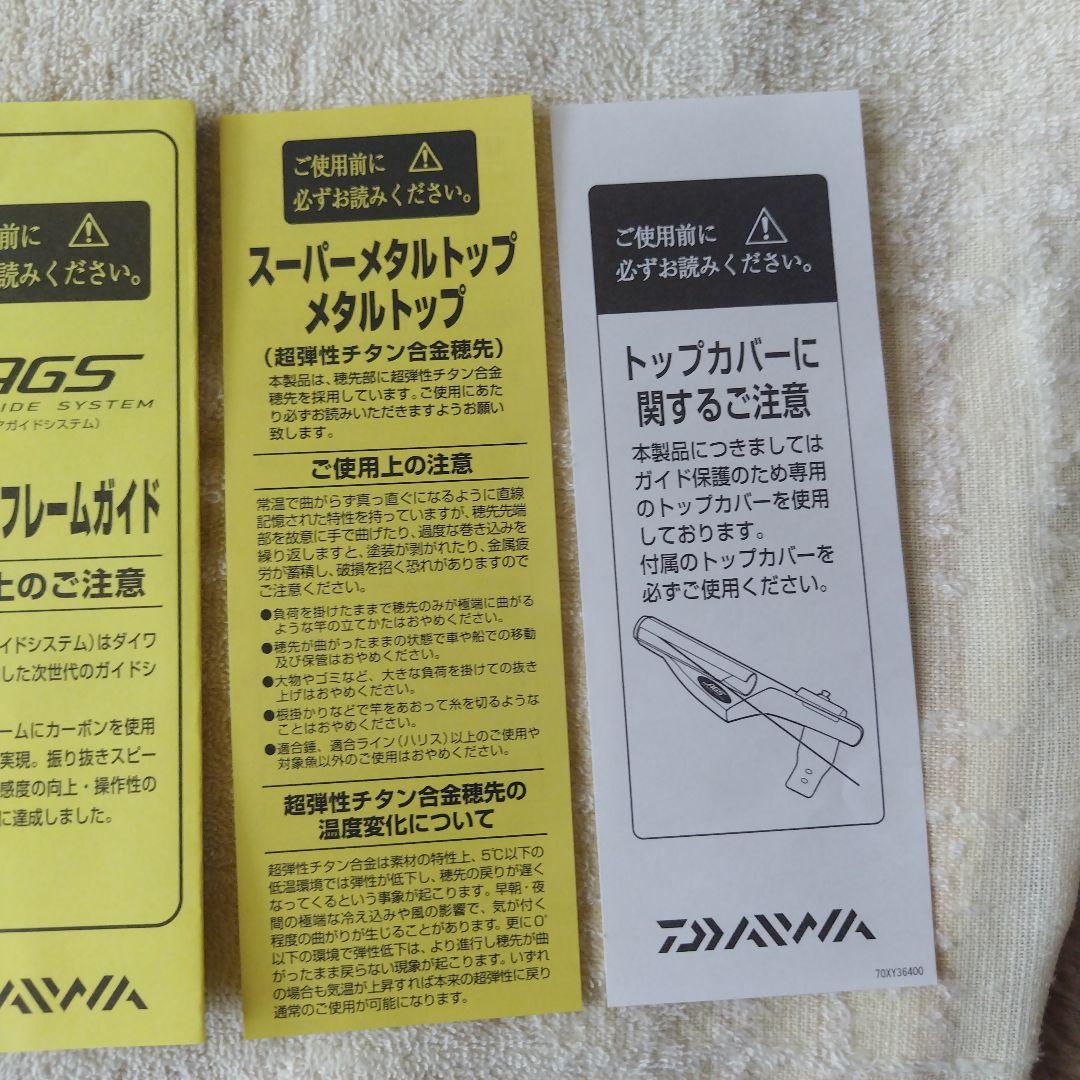 前に
読みください。
AGS
IDE SYSTEM
アガイドシステム）
フレームガイド
上のご注意
イドシステム）はダイワ
した次世代のガイドシ
ームにカーボンを使用
実現。振り抜きスピー
感度の向上・操作性の
に達成しました。
ご使用前に
必ずお読みください。
スーパーメタルトップ
メタルトップ
（超弾性チタン合金穂先）
本製品は、穂先部に超弾性チタン合金
穂先を採用しています。ご使用にあた
り必ずお読みいただきますようお願い
致します。
ご使用上の注意
常温で曲がらず真っ直ぐになるように直線
記憶された特性を持っていますが、穂先先端
部を故意に手で曲げたり、過度な巻き込みを
繰り返しますと、塗装が剥がれたり、金属疲
労が蓄積し、破損を招く恐れがありますので
ご注意ください。
●負荷を掛けたままで穂先のみが極端に曲がる
ような竿の立てかたはおやめください。
●穂先が曲がったままの状態で車や船での移動
及び保管はおやめください。
●大物やゴミなど、大きな負荷を掛けての抜き
上げはおやめください。
●根掛かりなどで竿をあおって糸を切るような
ことはおやめください。
●適合錘、適合ライン（ハリス）以上のご使用や
対象魚以外のご使用はおやめください。
超弾性チタン合金穂先の
温度変化について
超弾性チタン合金は素材の特性上、5℃以下の
低温環境では弾性が低下し、穂先の戻りが遅く
なってくるという事象が起こります。早朝・夜
間の極端な冷え込みや風の影響で、気が付く
程度の曲がりが生じることがあります。更に0°
以下の環境で弾性低下は、より進行し穂先が曲
がったまま戻らない現象が起こります。いずれ
の場合も気温が上昇すれば本来の超弾性に戻り
通常のご使用が可能になります。
ご使用前に
必ずお読みください。
トップカバーに
関するご注意
本製品につきましては
ガイド保護のため専用
のトップカバーを使用
しております。
付属のトップカバーを
必ずご使用ください。
AGS
DAIWA
70XY36400